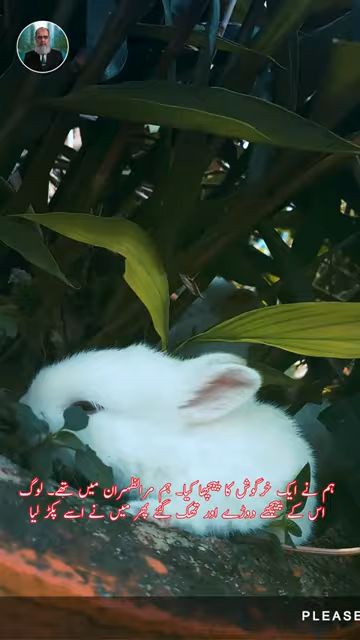 ہم نے ایک خرگوش کا پیچھا کیا۔ ہم مرالظہران میں تھے۔ لوگ
اس کے پیچھے دوڑے اور تھک گئے پھر میں نے اسے پکڑ لیا
PLEASE